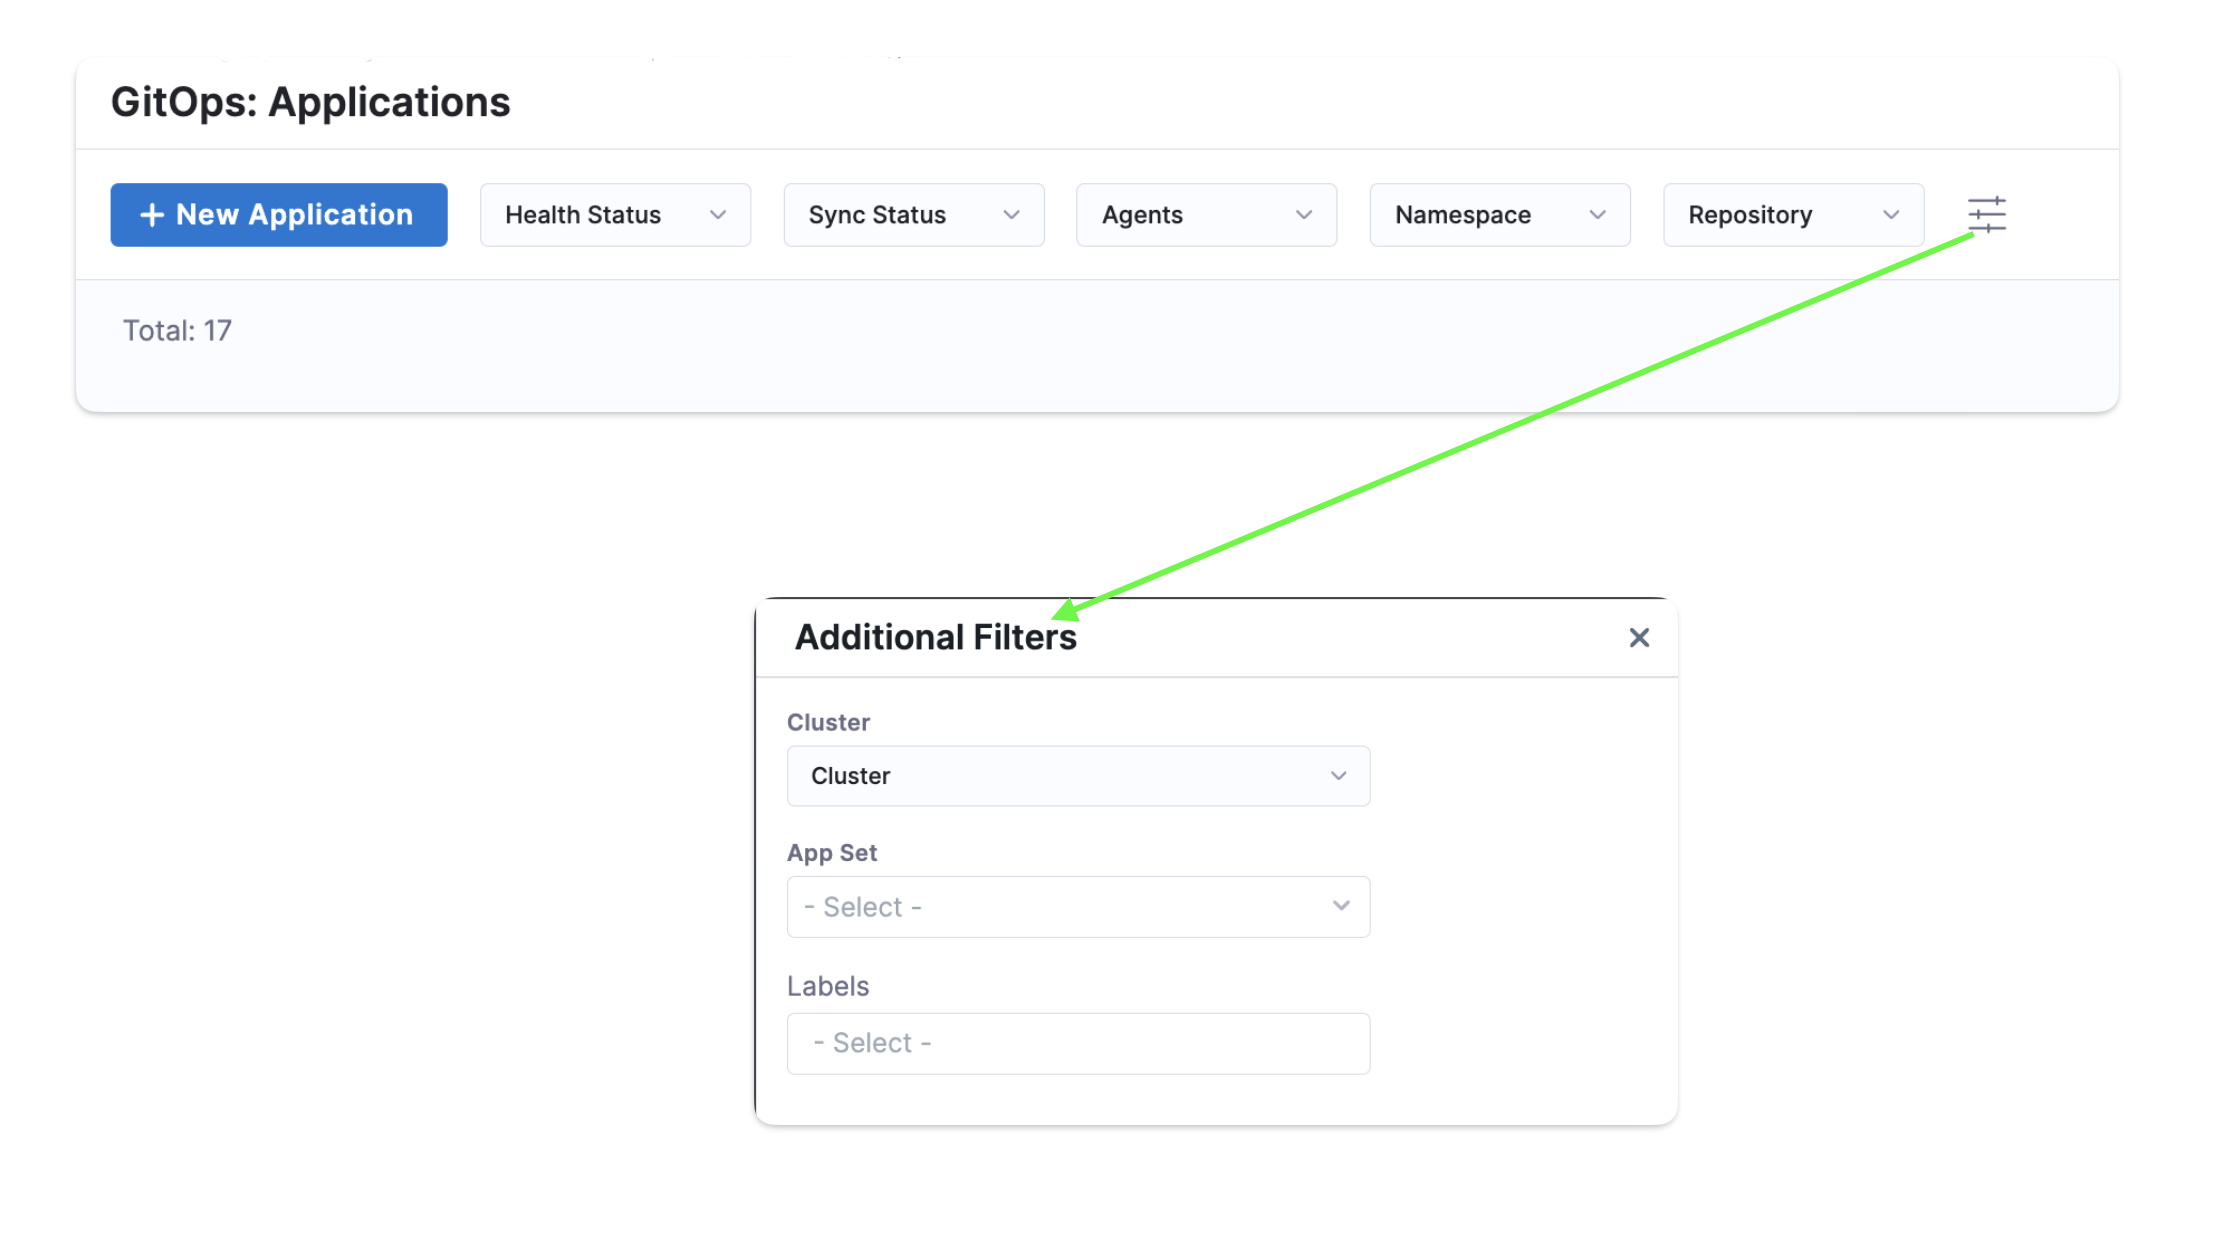 GitOps: Applications
+ New Application
Health Status
Sync Status
Agents
Namespace
Repository
Total: 17
Additional Filters
Cluster
Cluster
App Set
- Select -
Labels
- Select -